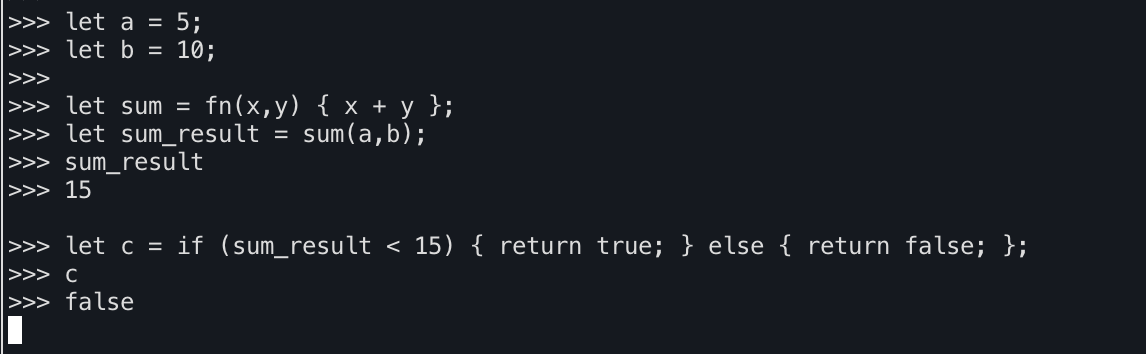 >>> let a = 5;
>>> let b = 10;
>>>
>>> let sum = fn(x,y) { x + y };
>>> let sum_result = sum(a,b);
>>> sum_result
>>> 15
>>> let c = if (sum_result < 15) { return true; } else { return false; };
>>> c
>>> false